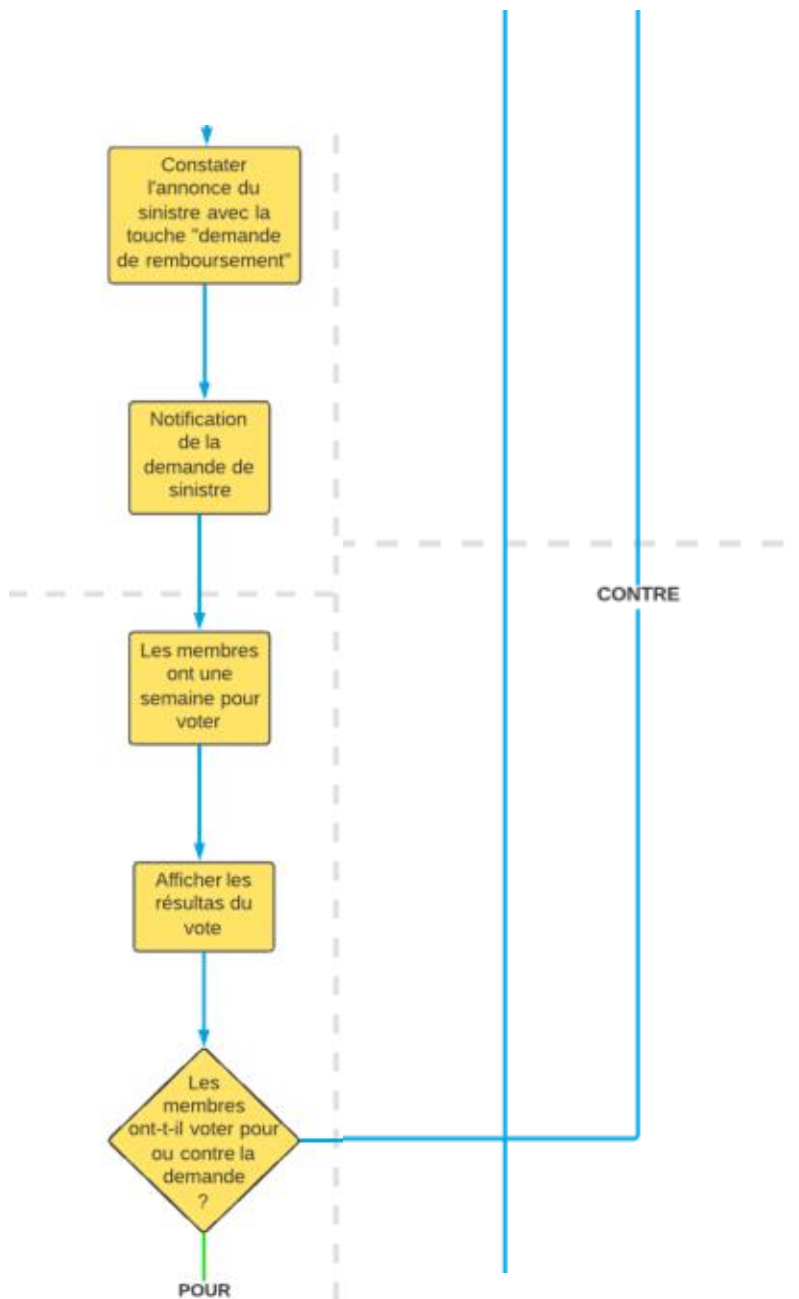 Constater
l'annonce du
sinistre avec la
touche "demande
de remboursement"
Notification
de la
demande de
sinistre
CONTRE
Les membres
ont une
semaine pour
voter
Afficher les
résultas du
vote
Les
membres
ont-t-il voter pour
ou contre la
demande
?
POUR